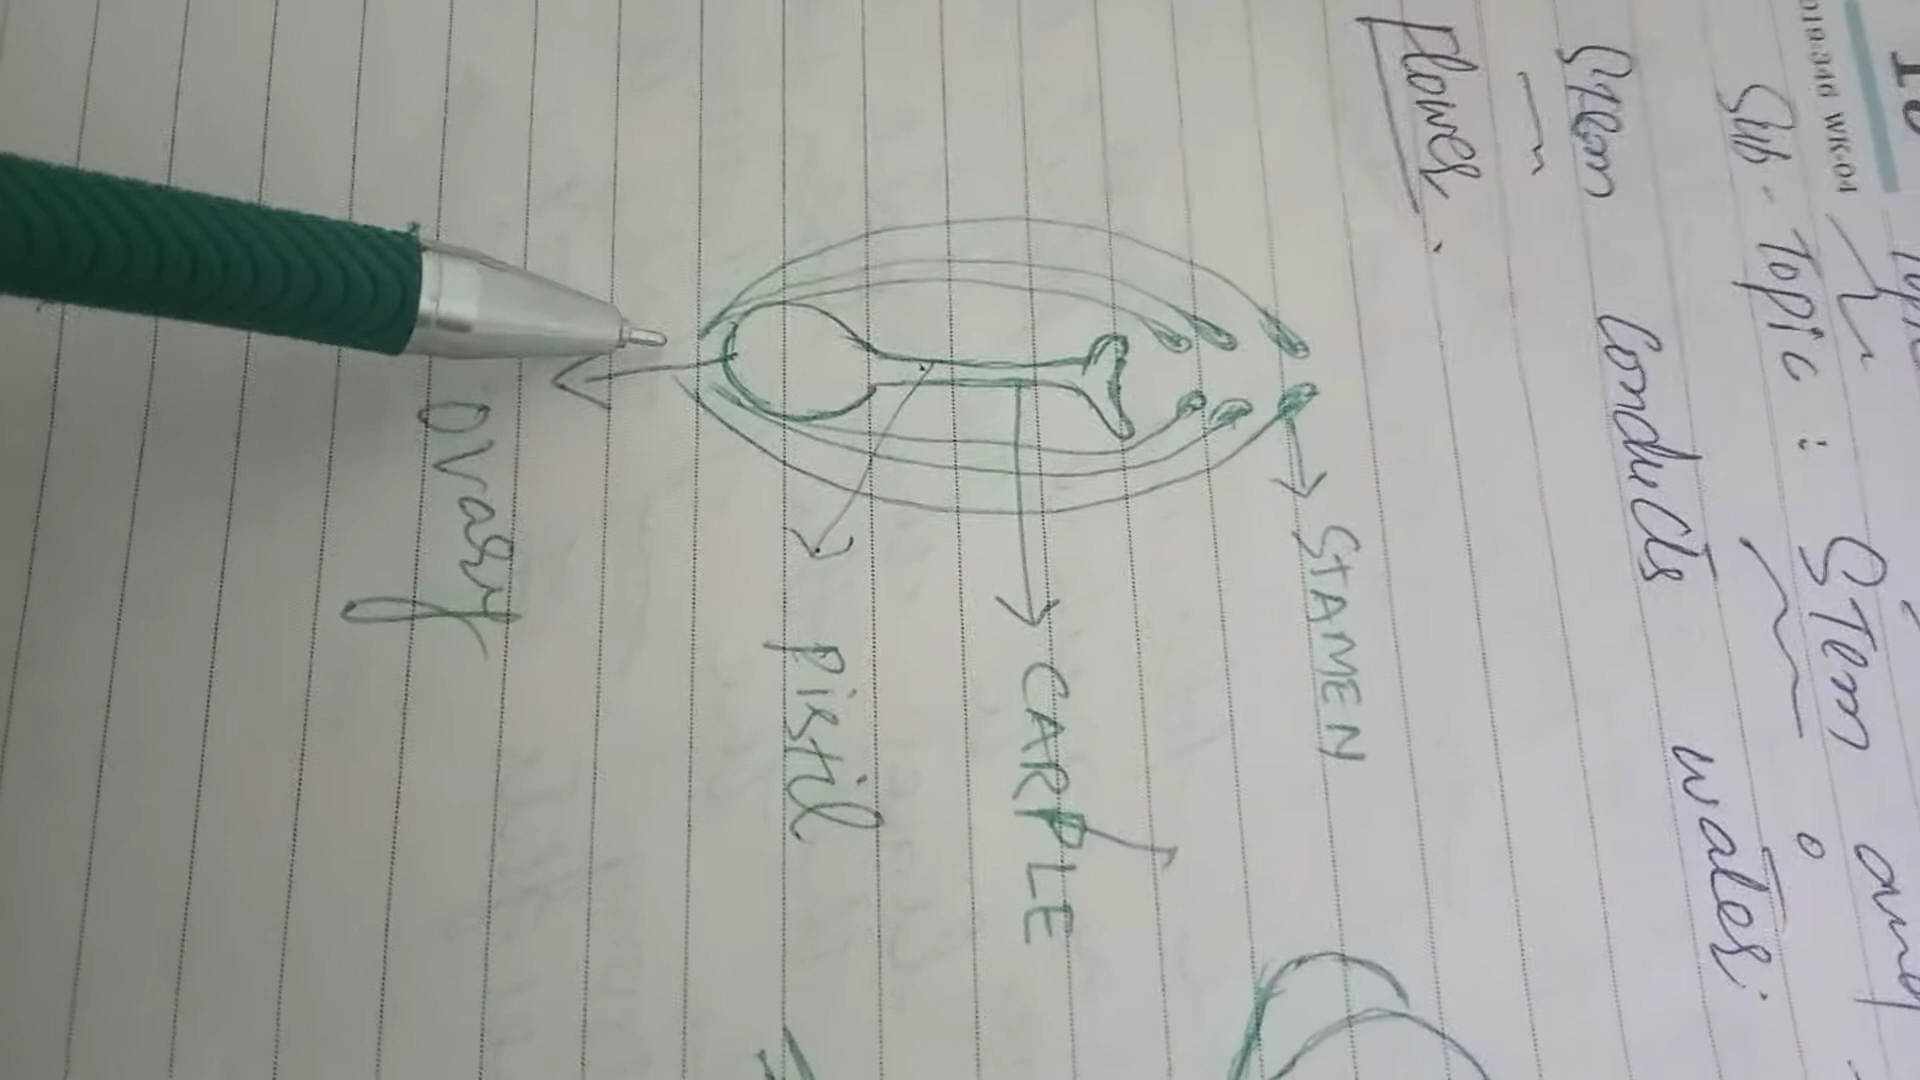 Sub-Topic : STem and
STem Conducts water.
flower.
STAMEN
CARPLE
Pistil
Ovary